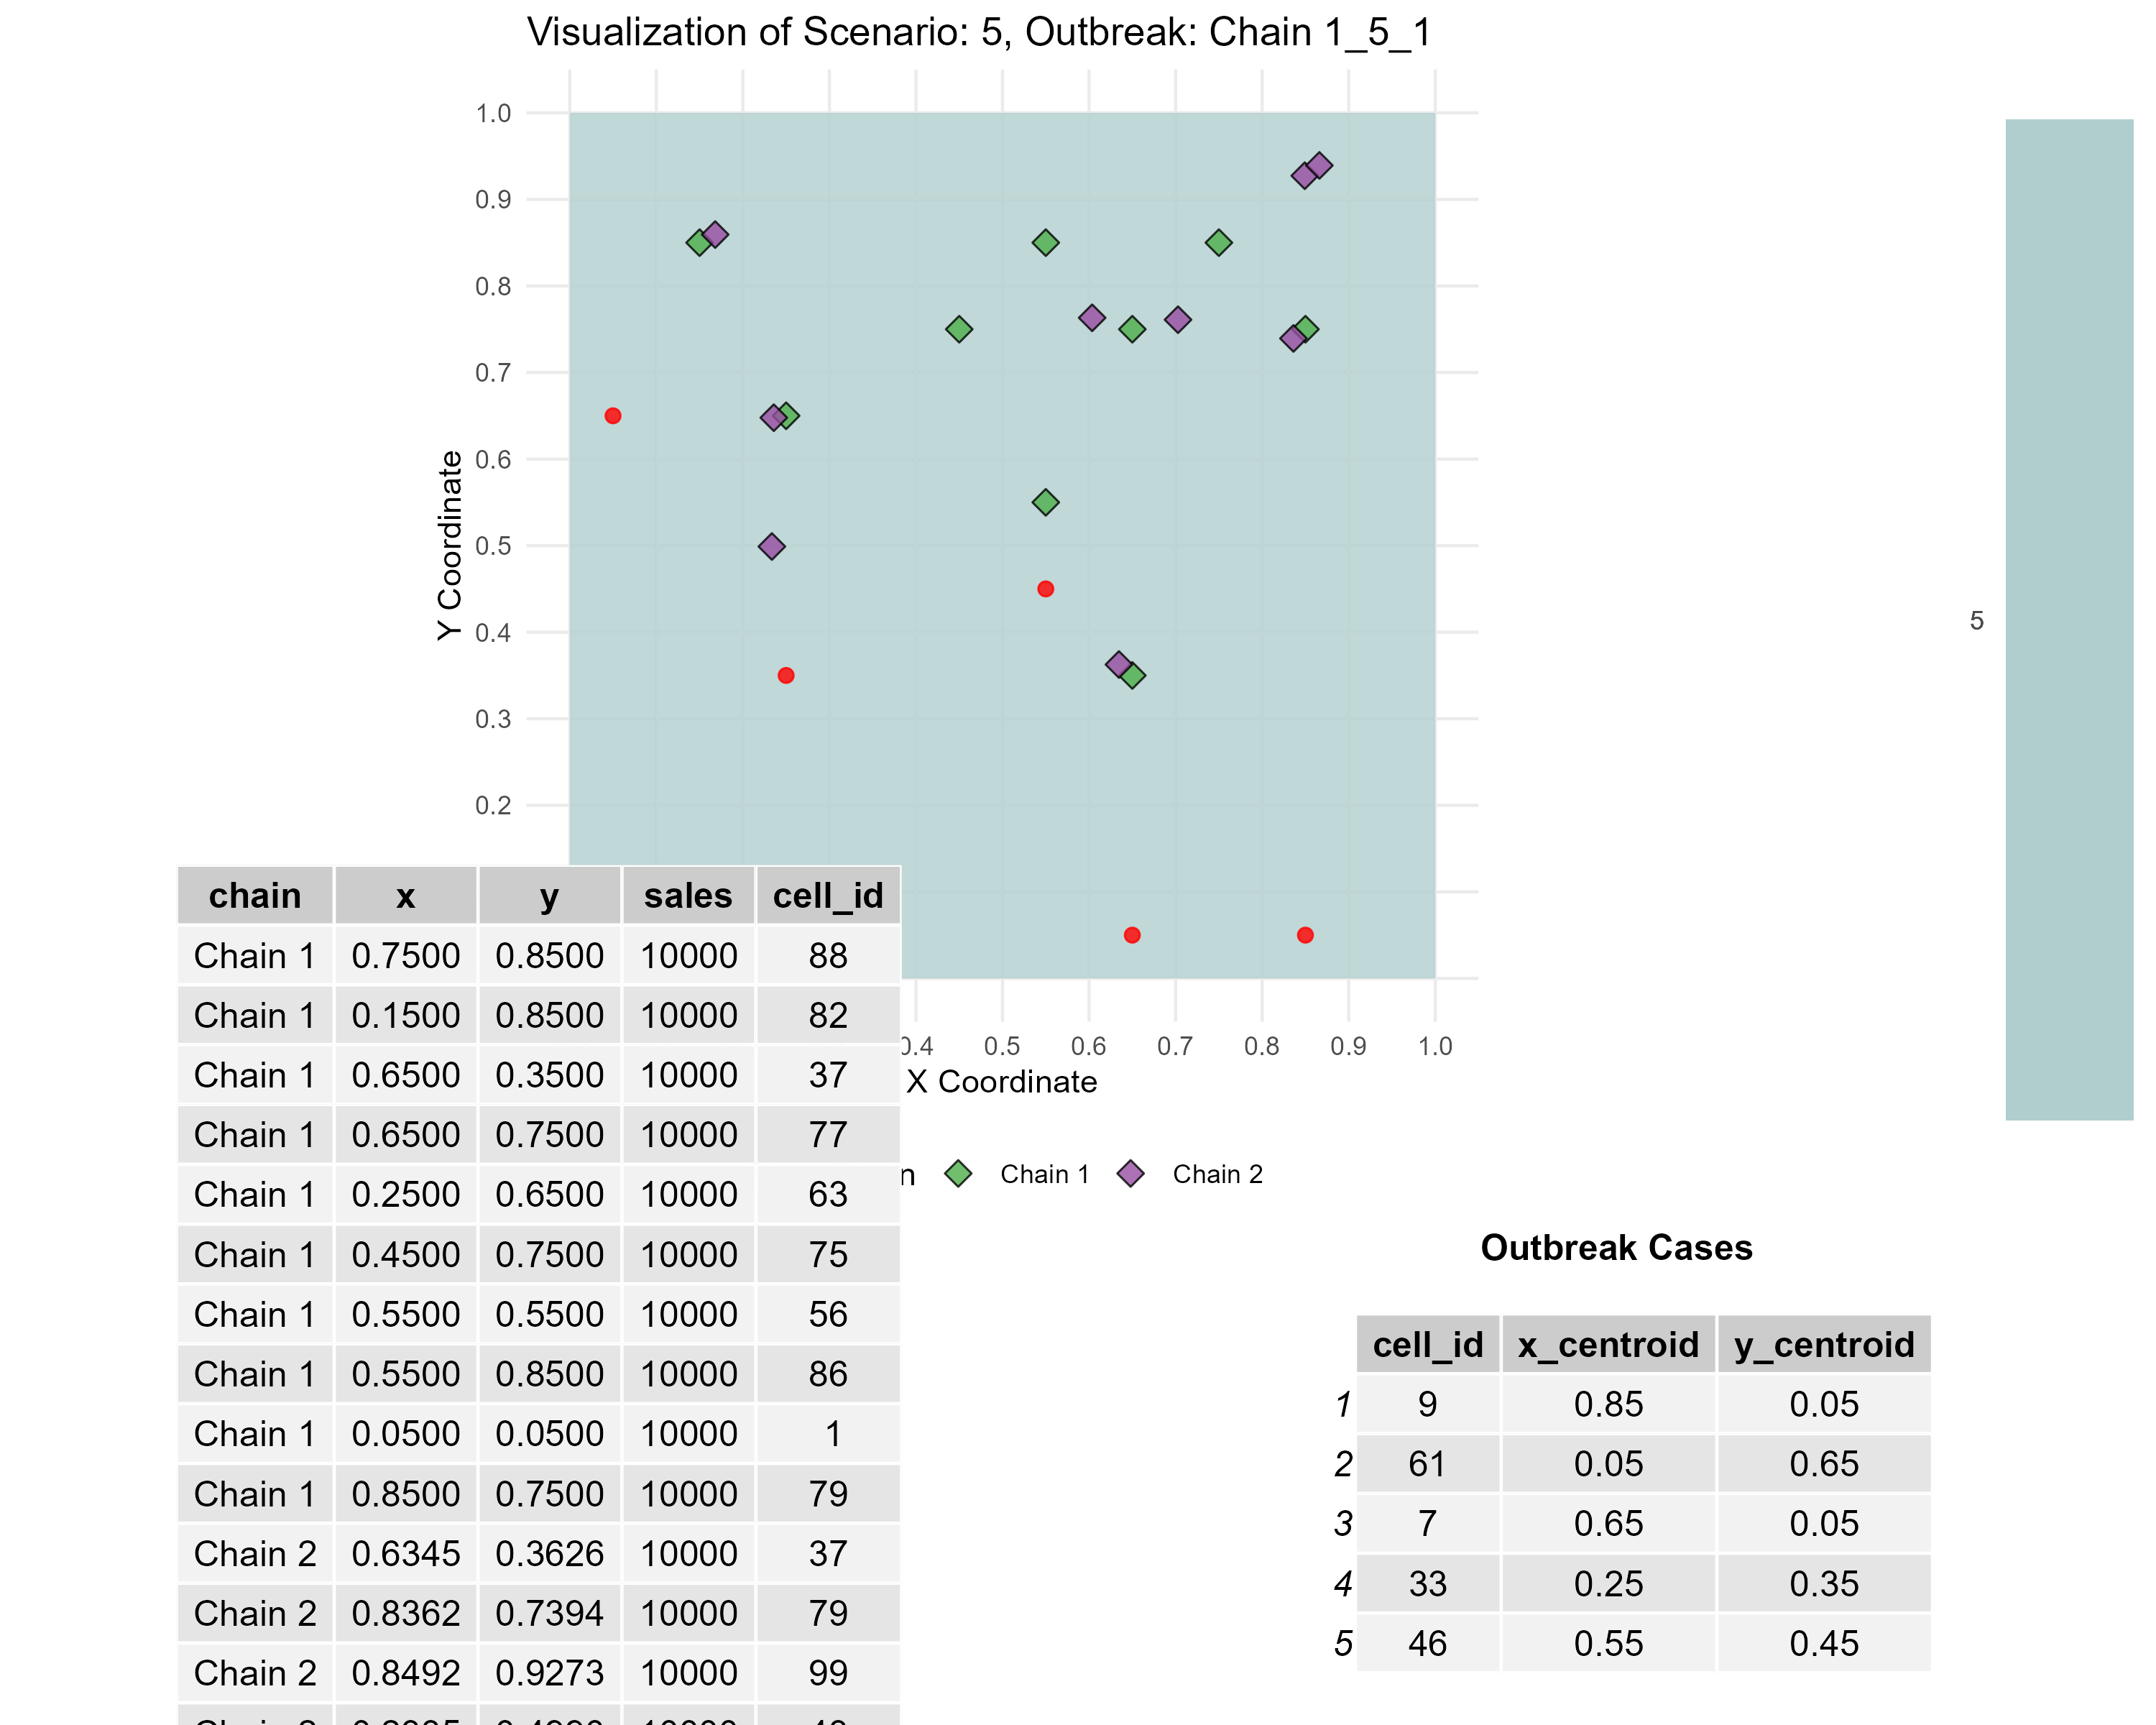 Visualization of Scenario: 5, Outbreak: Chain 1_5_1
1.0
0.9
0.8
0.7
0.6
0.5
0.4
0.3
0.2
Y Coordinate
5
0.4 0.5 0.6 0.7 0.8 0.9 1.0
X Coordinate
n Chain 1 Chain 2
chain x y sales cell_id
Chain 1 0.7500 0.8500 10000 88
Chain 1 0.1500 0.8500 10000 82
Chain 1 0.6500 0.3500 10000 37
Chain 1 0.6500 0.7500 10000 77
Chain 1 0.2500 0.6500 10000 63
Chain 1 0.4500 0.7500 10000 75
Chain 1 0.5500 0.5500 10000 56
Chain 1 0.5500 0.8500 10000 86
Chain 1 0.0500 0.0500 10000 1
Chain 1 0.8500 0.7500 10000 79
Chain 2 0.6345 0.3626 10000 37
Chain 2 0.8362 0.7394 10000 79
Chain 2 0.8492 0.9273 10000 99
Outbreak Cases
cell_id x_centroid y_centroid
1 9 0.85 0.05
2 61 0.05 0.65
3 7 0.65 0.05
4 33 0.25 0.35
5 46 0.55 0.45